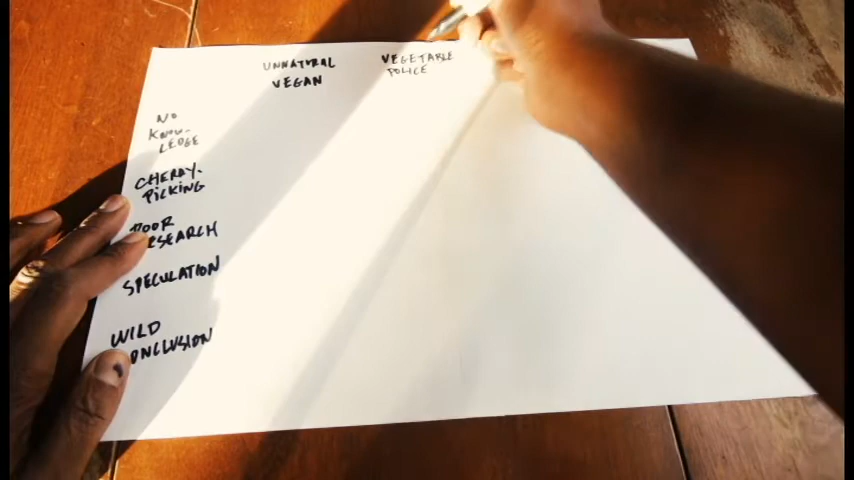 UNNATURAL
VEGAN
VEGETABLE
POLICE
NO
KNOW-
LEDGE
CHERRY-
PICKING
POOR
RESEARCH
SPECULATION
WILD
CONCLUSION